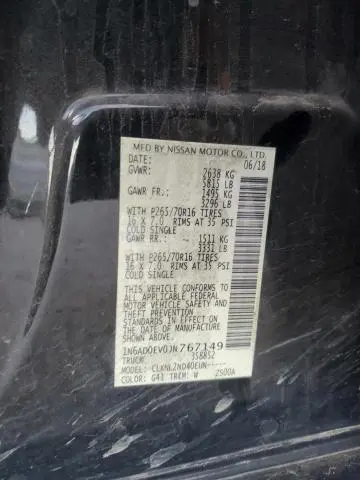 MFD BY NISSAN MOTOR CO., LTD.
DATE: 06/18
GVWR: 2638 KG
5815 LB
GAWR FR.: 1495 KG
3296 LB
WITH P265/70R16 TIRES
16 X 7.0 RIMS AT 35 PSI
COLD SINGLE
GAWR RR.: 1511 KG
3331 LB
WITH P265/70R16 TIRES
16 X 7.0 RIMS AT 35 PSI
COLD SINGLE
THIS VEHICLE CONFORMS TO
ALL APPLICABLE FEDERAL
MOTOR VEHICLE SAFETY AND
THEFT PREVENTION STANDARDS
IN EFFECT ON THE DATE OF
MANUFACTURE SHOWN ABOVE.
1N6AD0EV0JN767149
TRUCK 358852
MODEL: CLKNLZND40EUN-----
COLOR: G41 TRIM: W 2S00A